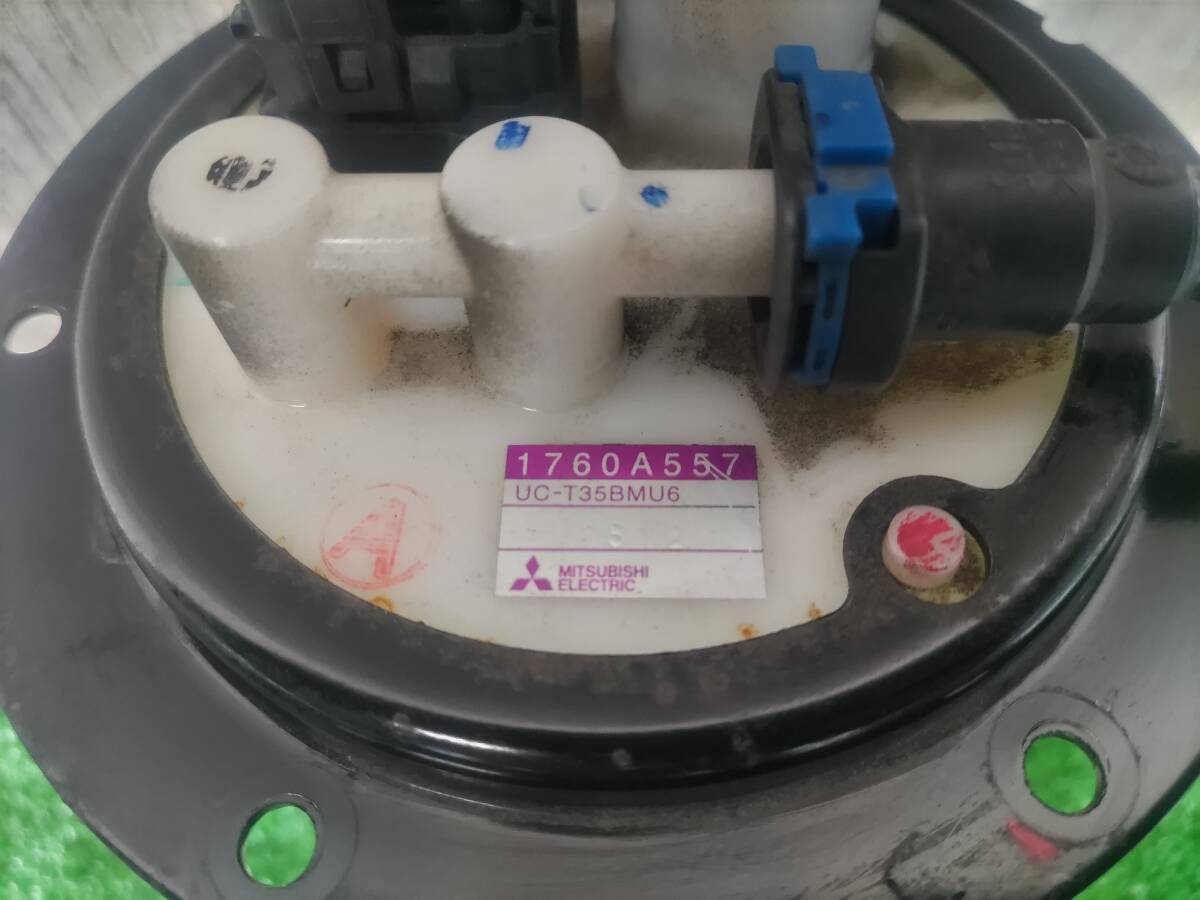 1760A557
UC-T35BMU6
MITSUBISHI
ELECTRIC
A